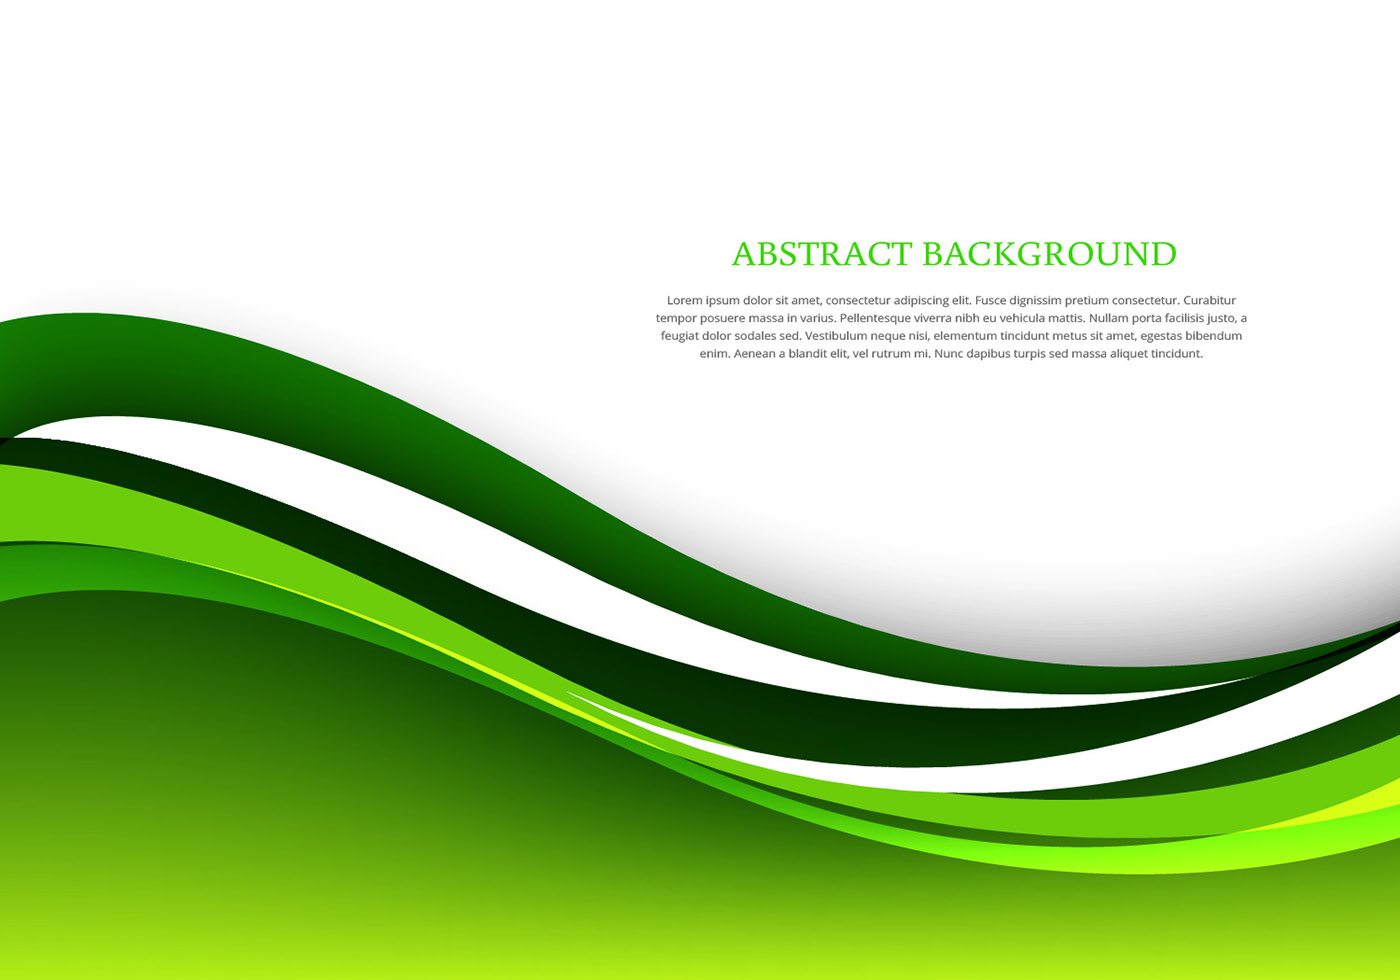 ABSTRACT BACKGROUND
Lorem ipsum dolor sit amet, consectetur adipiscing elit. Fusce dignissim pretium consectetur. Curabitur
tempor posuere massa in varius. Pellentesque viverra nibh eu vehicula mattis. Nullam porta facilisis justo, a
feugiat dolor sodales sed. Vestibulum neque nisi, elementum tincidunt metus sit amet, egestas bibendum
enim. Aenean a blandit elit, vel rutrum mi. Nunc dapibus turpis sed massa aliquet tincidunt.